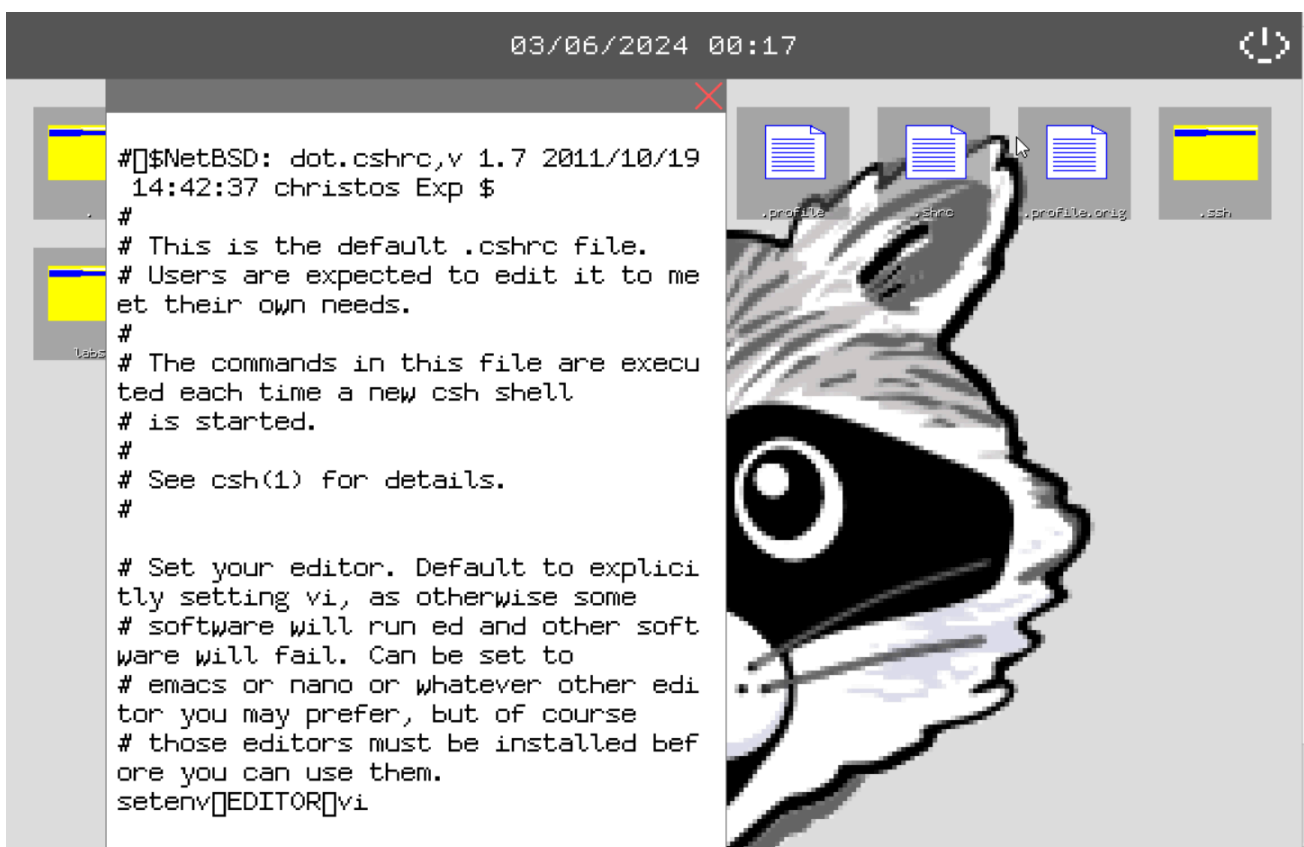 03/06/2024 00:17
#▯$NetBSD: dot.cshrc,v 1.7 2011/10/19
 14:42:37 christos Exp $
#
# This is the default .cshrc file.
# Users are expected to edit it to me
et their own needs.
#
# The commands in this file are execu
ted each time a new csh shell
# is started.
#
# See csh(1) for details.
#
# Set your editor. Default to explici
tly setting vi, as otherwise some
# software will run ed and other soft
ware will fail. Can be set to
# emacs or nano or whatever other edi
tor you may prefer, but of course
# those editors must be installed bef
ore you can use them.
setenv▯EDITOR▯vi
.
.profile
.shrc
.profile.orig
.ssh
labs